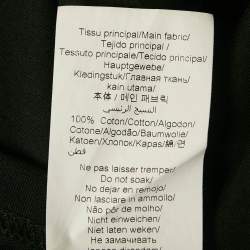 Tissu principal/Main fabric/
Tejido principal/
Tessuto principale/Tecido principal/
Hauptgewebe/
Kledingstuk/Главная ткань/
kain utama/
本体 / 메인 패브릭
النسيج الرئيسي /
100% Coton/Cotton/Algodon/
Cotone/Algodão/Baumwolle/
Katoen/Хлопок/Kapas/綿/면/
قطن
Ne pas laisser tremper/
Do not soak/
No dejar en remojo/
Non lasciare in ammollo/
Não pôr de molho/
Nicht einweichen/
Niet laten weken/
Не замачивать/